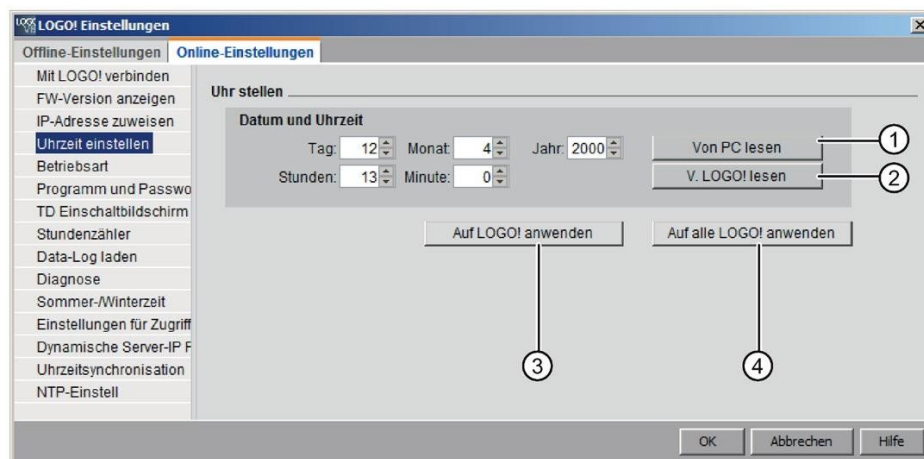 LOGO! Einstellungen
Offline-Einstellungen Online-Einstellungen
Mit LOGO! verbinden
FW-Version anzeigen
IP-Adresse zuweisen
Uhrzeit einstellen
Betriebsart
Programm und Passwo
TD Einschaltbildschirm
Stundenzähler
Data-Log laden
Diagnose
Sommer-/Winterzeit
Einstellungen für Zugriff
Dynamische Server-IP F
Uhrzeitsynchronisation
NTP-Einstell
Uhr stellen
Datum und Uhrzeit
Tag: 12 Monat: 4 Jahr: 2000 Von PC lesen 1
Stunden: 13 Minute: 0 V. LOGO! lesen 2
Auf LOGO! anwenden Auf alle LOGO! anwenden
3 4
OK Abbrechen Hilfe